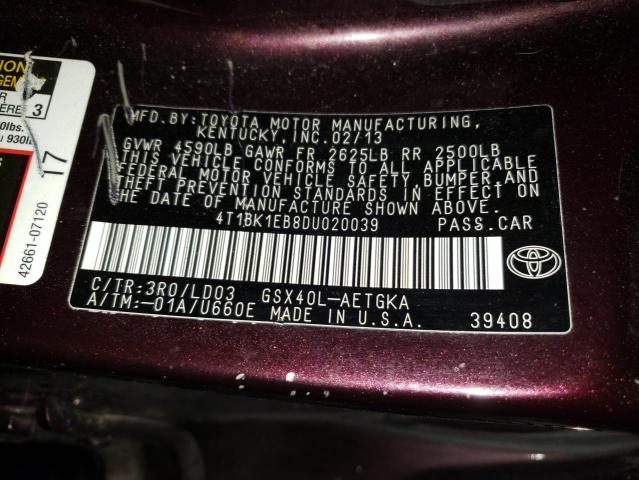 MFD.BY:TOYOTA MOTOR MANUFACTURING,
KENTUCKY, INC.02/13
GVWR 4590LB GAWR FR 2625LB RR 2500LB
THIS VEHICLE CONFORMS TO ALL APPLICABLE
FEDERAL MOTOR VEHICLE SAFETY, BUMPER, AND
THEFT PREVENTION STANDARDS IN EFFECT ON
THE DATE OF MANUFACTURE SHOWN ABOVE.
4T1BK1EB8DU020039 PASS.CAR
C/TR:3R0/LD03 GSX40L-AETGKA
A/TM:-01A/U660E MADE IN U.S.A. 39408
3
17
42661-07120